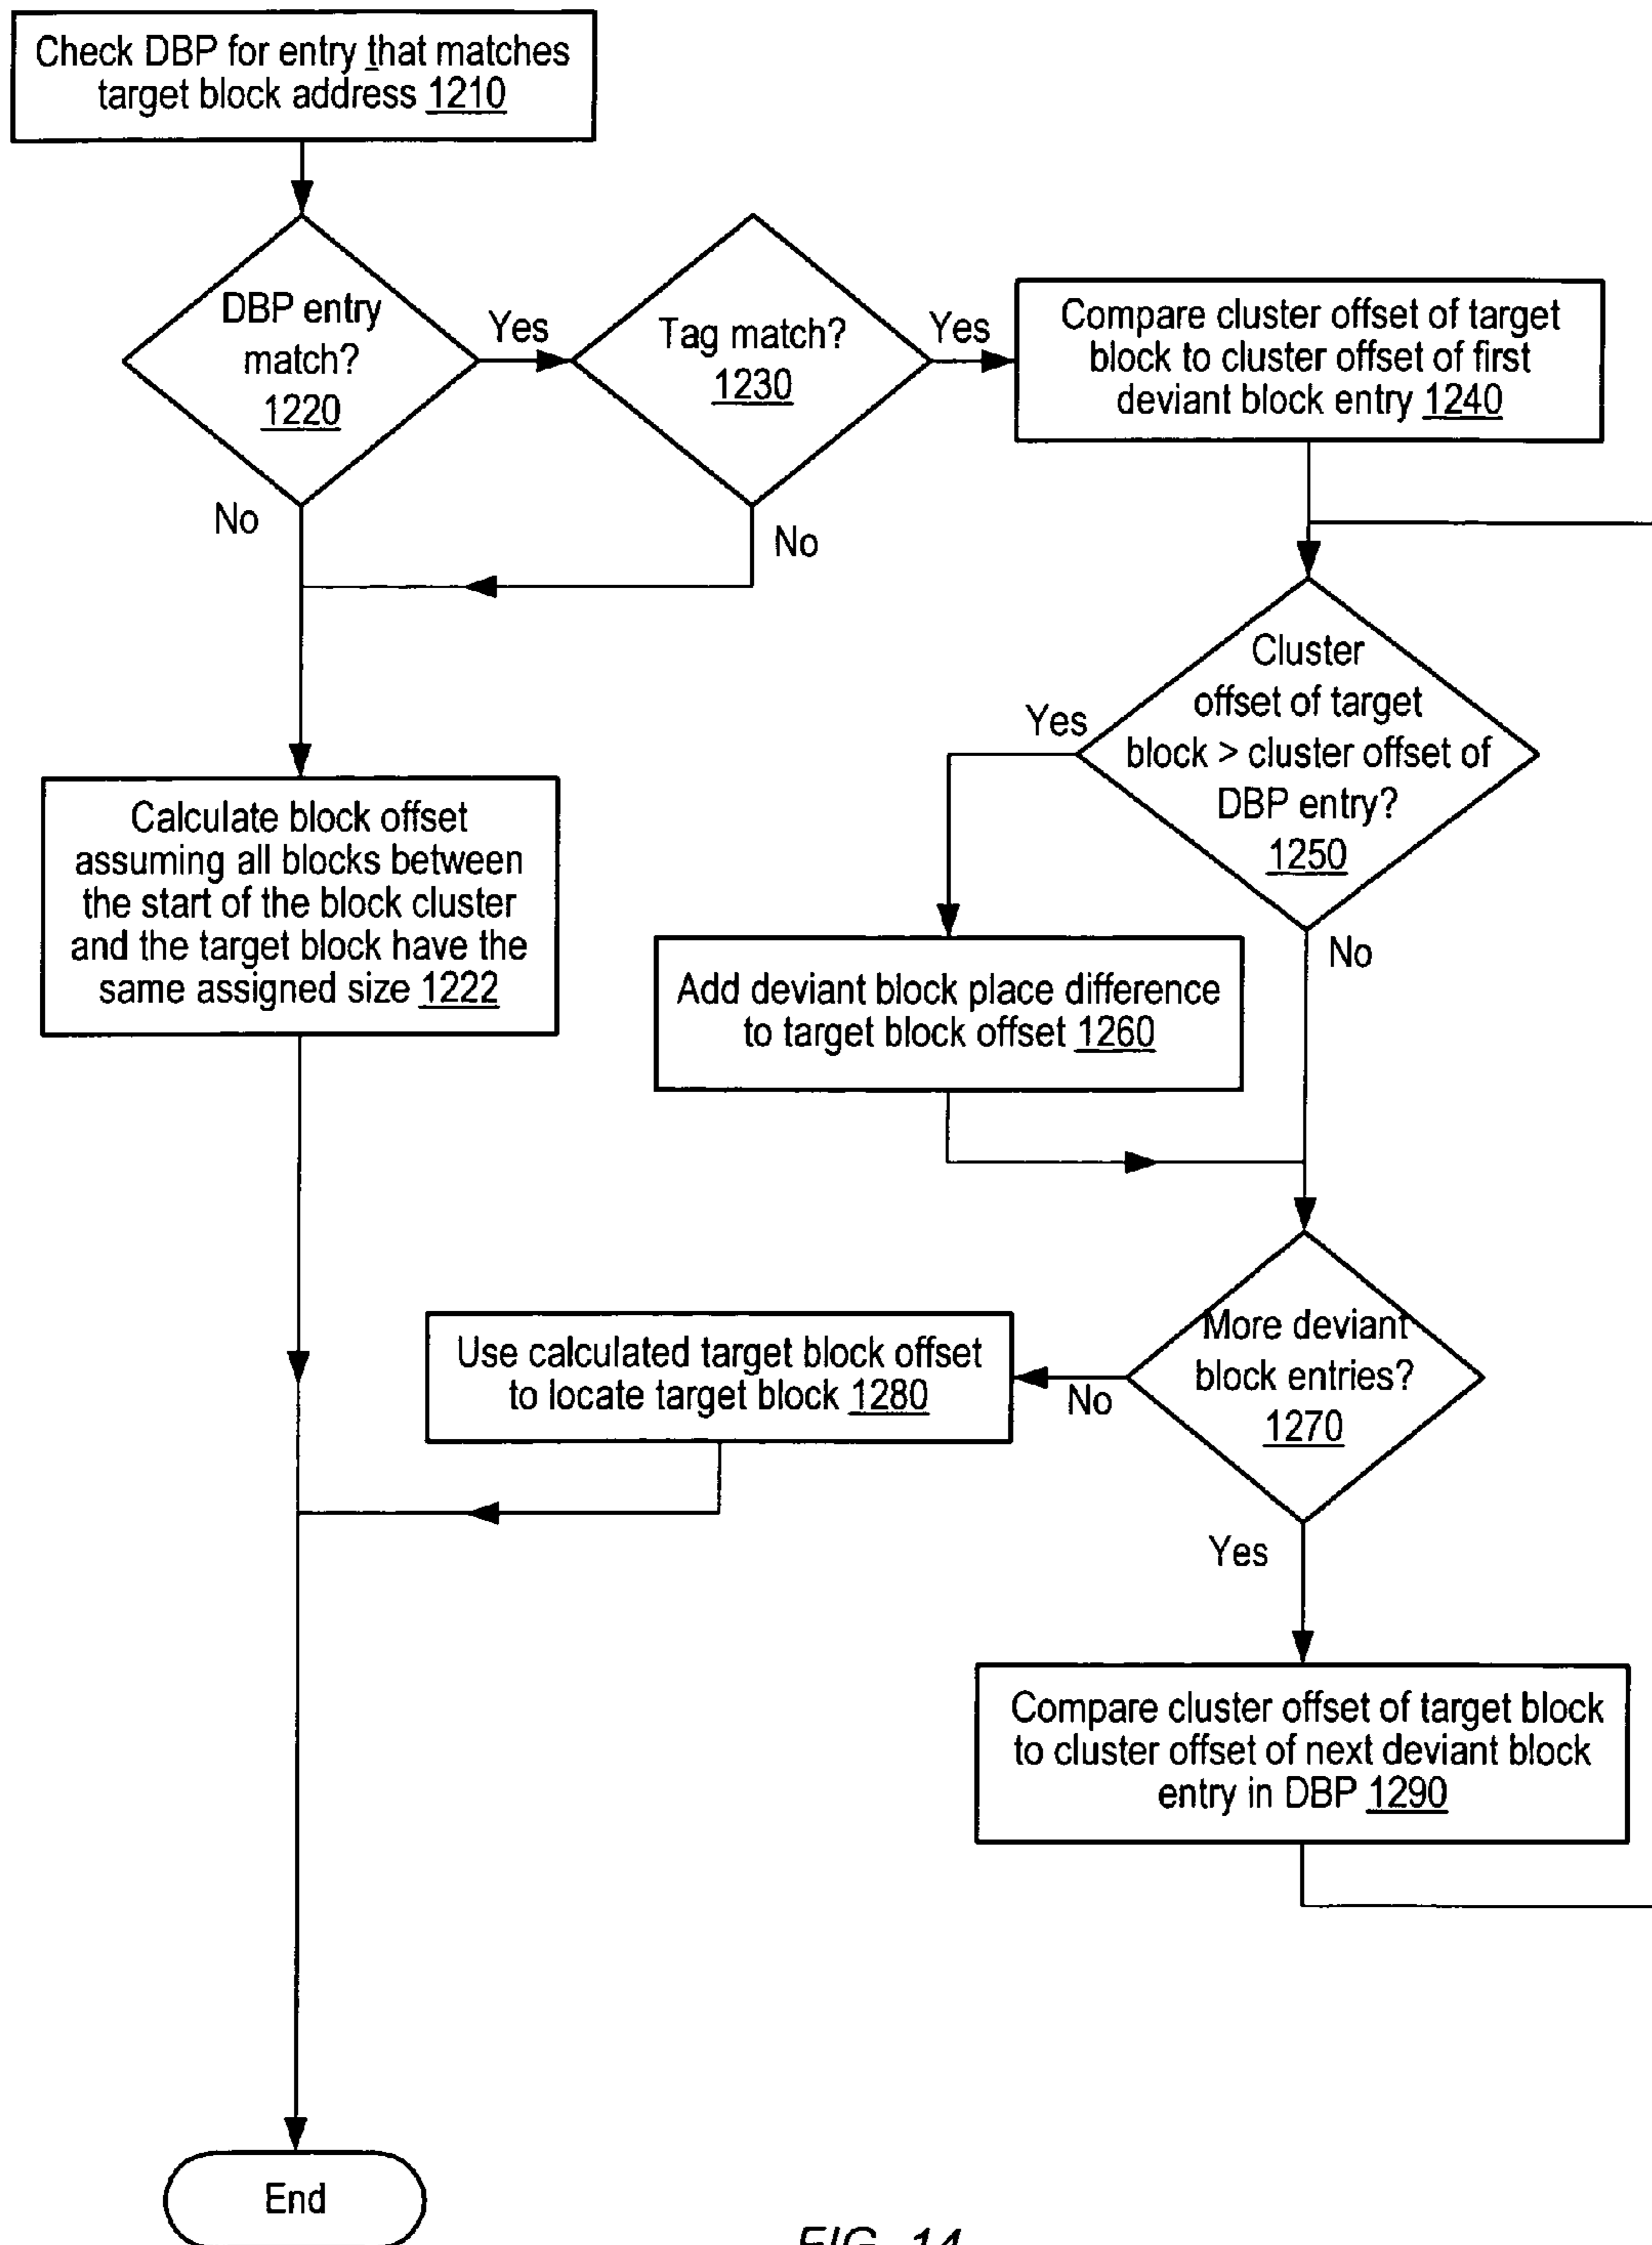 Check DBP for entry that matches
target block address 1210
DBP entry
match?
1220
Yes
Tag match?
1230
Yes
Compare cluster offset of target
block to cluster offset of first
deviant block entry 1240
No
No
Cluster
offset of target
block > cluster offset of
DBP entry?
1250
Yes
No
Calculate block offset
assuming all blocks between
the start of the block cluster
and the target block have the
same assigned size 1222
Add deviant block place difference
to target block offset 1260
More deviant
block entries?
1270
No
Use calculated target block offset
to locate target block 1280
Yes
Compare cluster offset of target block
to cluster offset of next deviant block
entry in DBP 1290
End
FIG. 14